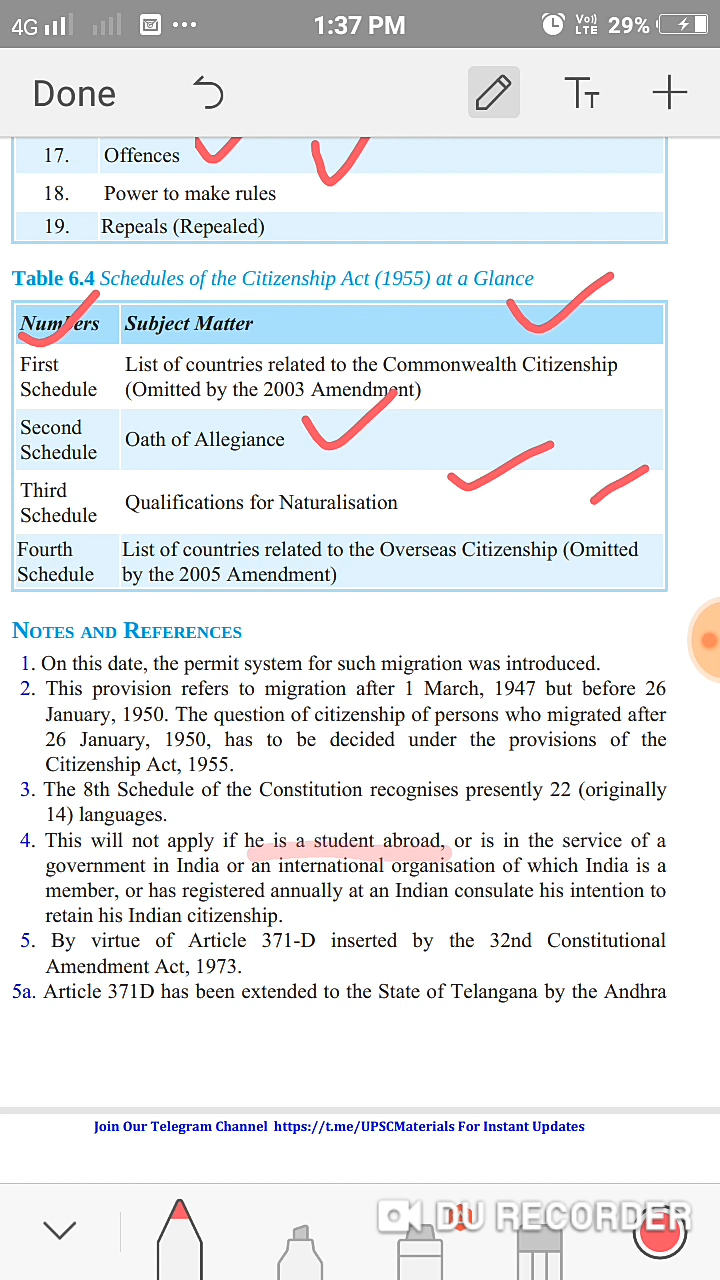 4G 1:37 PM Vo)) LTE 29%
Done TT
17. Offences
18. Power to make rules
19. Repeals (Repealed)
Table 6.4 Schedules of the Citizenship Act (1955) at a Glance
Numbers Subject Matter
First Schedule List of countries related to the Commonwealth Citizenship
(Omitted by the 2003 Amendment)
Second Schedule Oath of Allegiance
Third Schedule Qualifications for Naturalisation
Fourth Schedule List of countries related to the Overseas Citizenship (Omitted
by the 2005 Amendment)
NOTES AND REFERENCES
1. On this date, the permit system for such migration was introduced.
2. This provision refers to migration after 1 March, 1947 but before 26
January, 1950. The question of citizenship of persons who migrated after
26 January, 1950, has to be decided under the provisions of the
Citizenship Act, 1955.
3. The 8th Schedule of the Constitution recognises presently 22 (originally
14) languages.
4. This will not apply if he is a student abroad, or is in the service of a
government in India or an international organisation of which India is a
member, or has registered annually at an Indian consulate his intention to
retain his Indian citizenship.
5. By virtue of Article 371-D inserted by the 32nd Constitutional
Amendment Act, 1973.
5a. Article 371D has been extended to the State of Telangana by the Andhra
Join Our Telegram Channel https://t.me/UPSCMaterials For Instant Updates
DU RECORDER